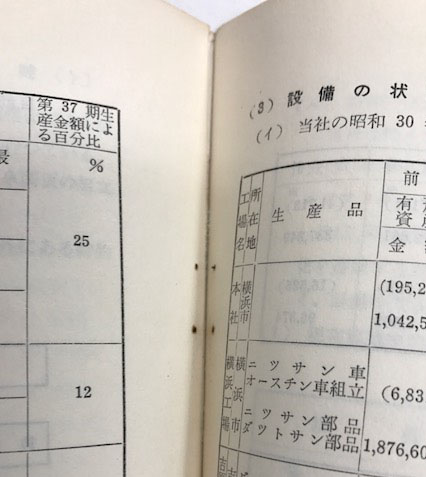 第 37 期生
産金額によ
る百分比
%
25
12
(3) 設備の状
(イ) 当社の昭和 30
工場名
所在地
生産品
前
金
本社
横浜市
(195,2
1,042,5
横浜工場
横浜市
ニツサン車
オースチン車組立
ニツサン部品
ダツトサン部品
(6,83
1,876,60